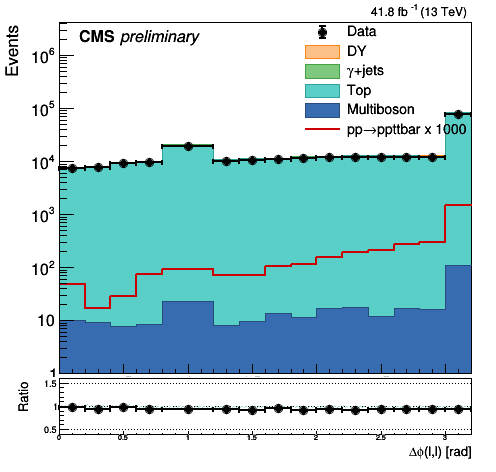 41.8 fb⁻¹ (13 TeV)
CMS preliminary
Data
DY
γ+jets
Top
Multiboson
pp→ppttbar x 1000
Events
10⁶
10⁵
10⁴
10³
10²
10
1
Ratio
1.5
1
0.5
0 0.5 1 1.5 2 2.5 3
Δφ(l,l) [rad]